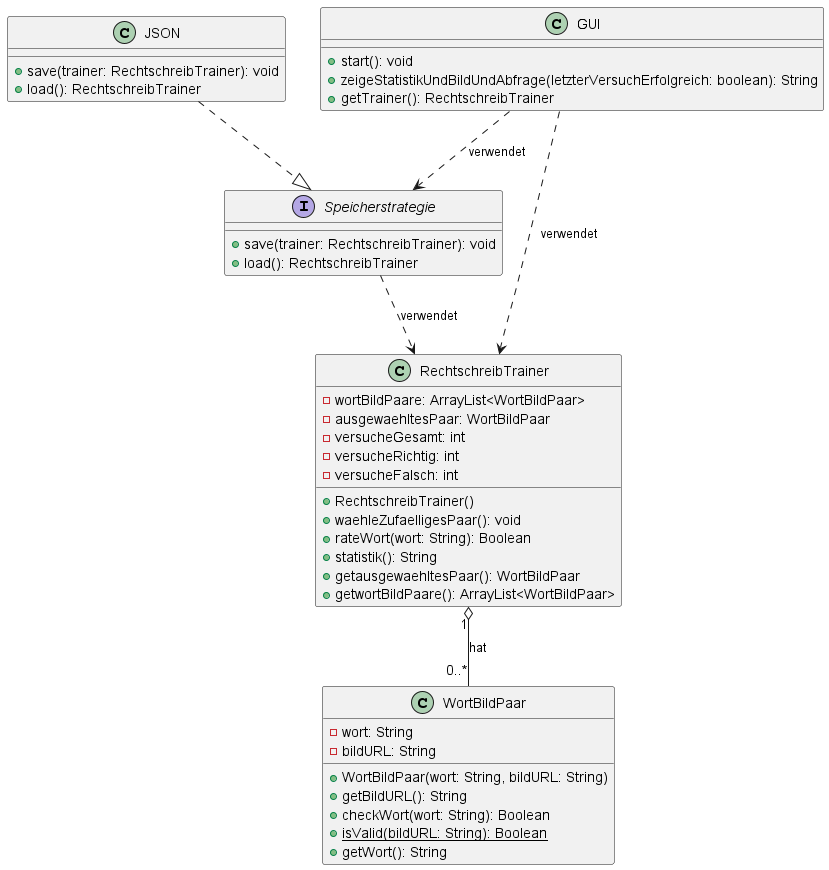 C JSON
save(trainer: RechtschreibTrainer): void
load(): RechtschreibTrainer
C GUI
start(): void
zeigeStatistikUndBildUndAbfrage(letzterVersuchErfolgreich: boolean): String
getTrainer(): RechtschreibTrainer
verwendet
verwendet
I Speicherstrategie
save(trainer: RechtschreibTrainer): void
load(): RechtschreibTrainer
verwendet
C RechtschreibTrainer
wortBildPaare: ArrayList<WortBildPaar>
ausgewaehltesPaar: WortBildPaar
versucheGesamt: int
versucheRichtig: int
versucheFalsch: int
RechtschreibTrainer()
waehleZufaelligesPaar(): void
rateWort(wort: String): Boolean
statistik(): String
getausgewaehltesPaar(): WortBildPaar
getwortBildPaare(): ArrayList<WortBildPaar>
1
hat
0..*
C WortBildPaar
wort: String
bildURL: String
WortBildPaar(wort: String, bildURL: String)
getBildURL(): String
checkWort(wort: String): Boolean
isValid(bildURL: String): Boolean
getWort(): String